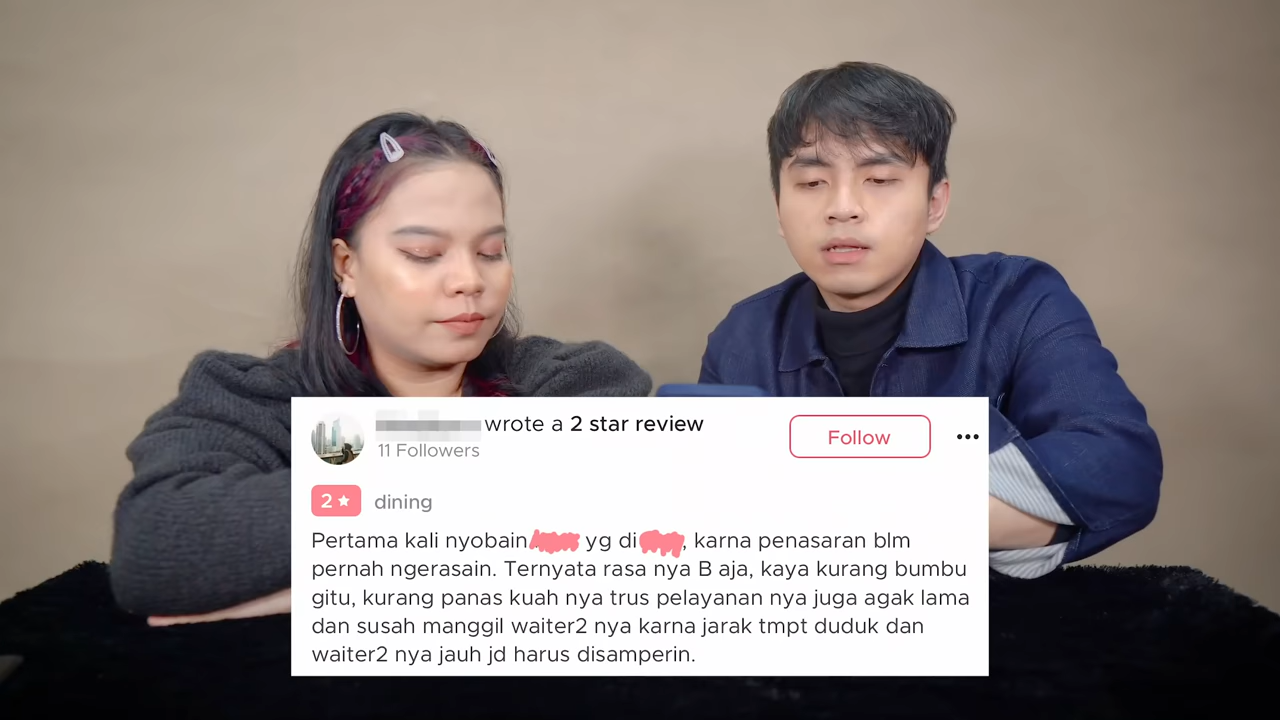 wrote a 2 star review
Follow
11 Followers
2 ★ dining
Pertama kali nyobain yg di , karna penasaran blm
pernah ngerasain. Ternyata rasa nya B aja, kaya kurang bumbu
gitu, kurang panas kuah nya trus pelayanan nya juga agak lama
dan susah manggil waiter2 nya karna jarak tmpt duduk dan
waiter2 nya jauh jd harus disamperin.